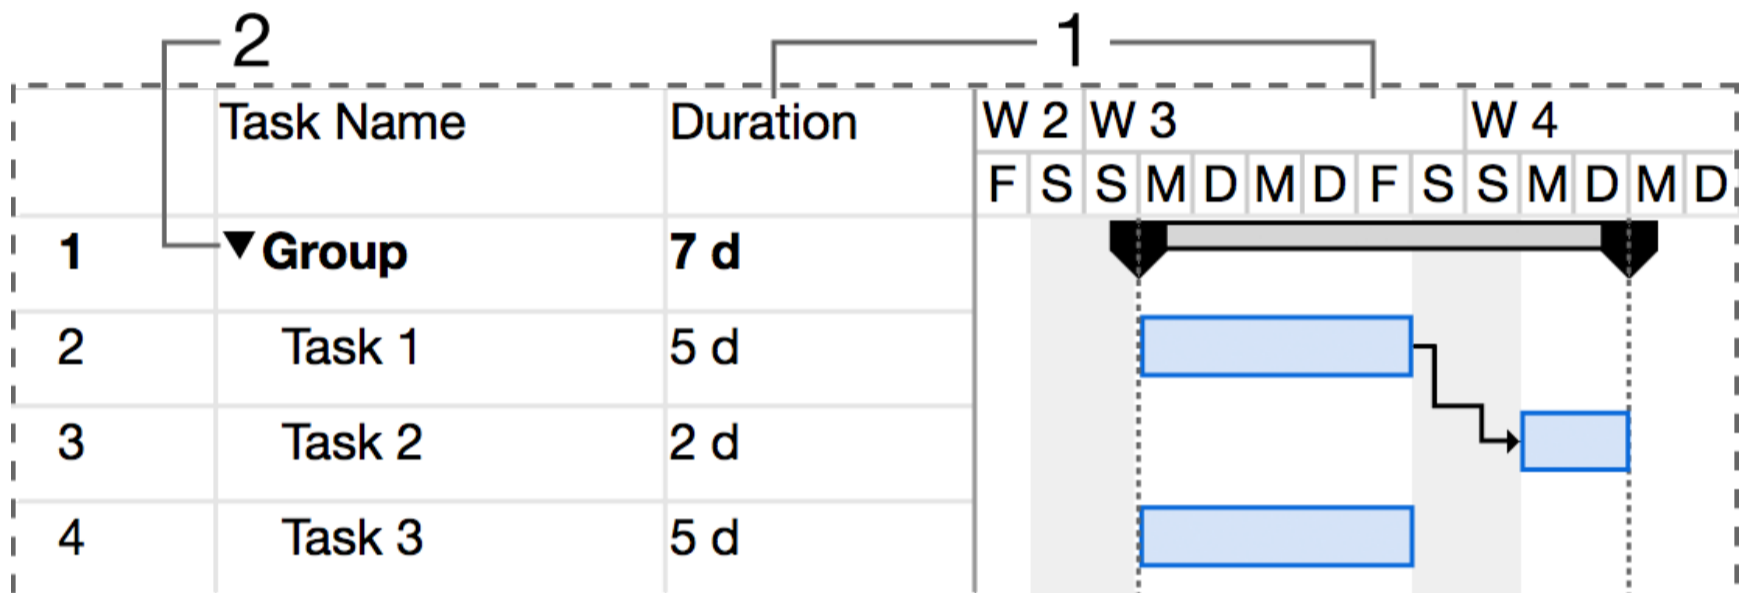 2 1
Task Name Duration W 2 W 3 W 4
F S S M D M D F S S M D M D
1 Group 7 d
2 Task 1 5 d
3 Task 2 2 d
4 Task 3 5 d